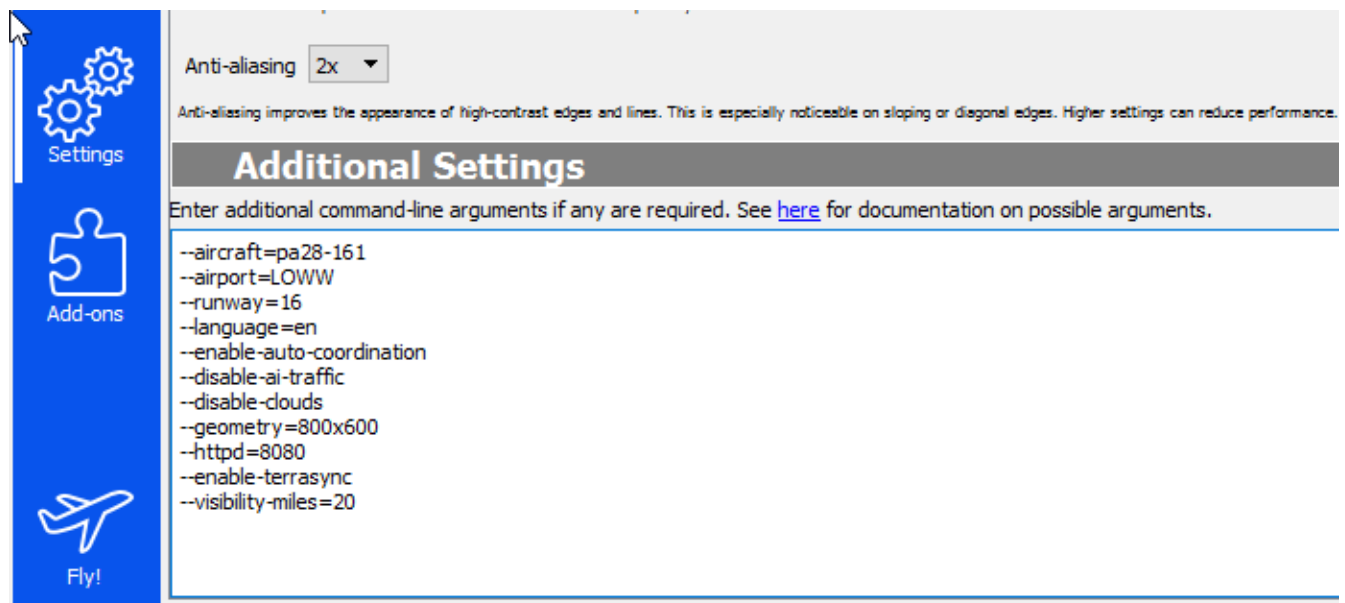 Anti-aliasing 2x
Anti-aliasing improves the appearance of high-contrast edges and lines. This is especially noticeable on sloping or diagonal edges. Higher settings can reduce performance.
Settings
Additional Settings
Enter additional command-line arguments if any are required. See here for documentation on possible arguments.
--aircraft=pa28-161
--airport=LOWW
--runway=16
--language=en
--enable-auto-coordination
--disable-ai-traffic
--disable-clouds
--geometry=800x600
--httpd=8080
--enable-terrasync
--visibility-miles=20
Add-ons
Fly!